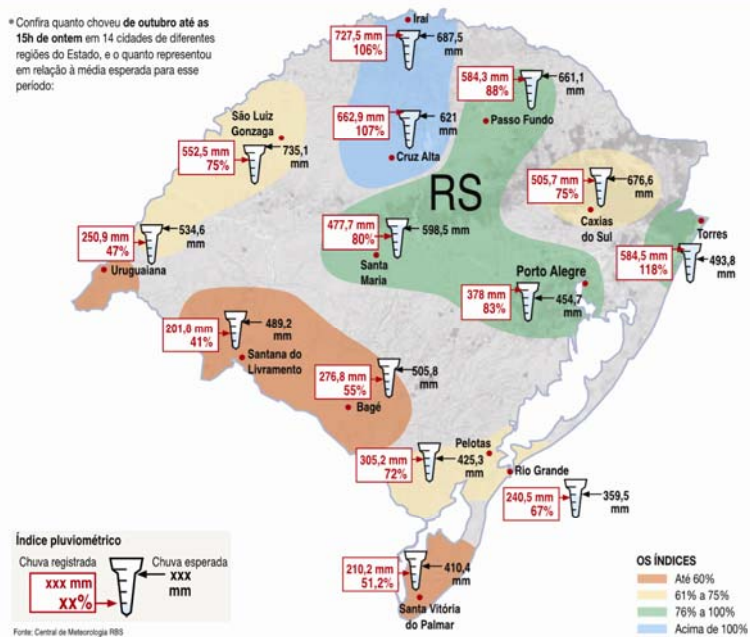 * Confira quanto choveu de outubro até as
15h de ontem em 14 cidades de diferentes
regiões do Estado, e o quanto representou
em relação à média esperada para esse
período:
Iraí
727,5 mm
106%
687,5
mm
584,3 mm
88%
661,1
mm
Passo Fundo
São Luiz
Gonzaga
552,5 mm
75%
735,1
mm
662,9 mm
107%
621
mm
Cruz Alta
RS
505,7 mm
75%
676,6
mm
Caxias
do Sul
250,9 mm
47%
534,6
mm
Uruguaiana
477,7 mm
80%
598,5 mm
Santa
Maria
Torres
584,5 mm
118%
493,8
mm
Porto Alegre
378 mm
83%
454,7
mm
201,8 mm
41%
489,2
mm
Santana do
Livramento
276,8 mm
55%
505,8
mm
Bagé
Pelotas
305,2 mm
72%
425,3
mm
Rio Grande
240,5 mm
67%
359,5
mm
210,2 mm
51,2%
410,4
mm
Santa Vitória
do Palmar
Índice pluviométrico
Chuva registrada
Chuva esperada
xxx mm
xx%
xxx
mm
Fonte: Central de Meteorologia RBS
OS ÍNDICES
Até 60%
61% a 75%
76% a 100%
Acima de 100%